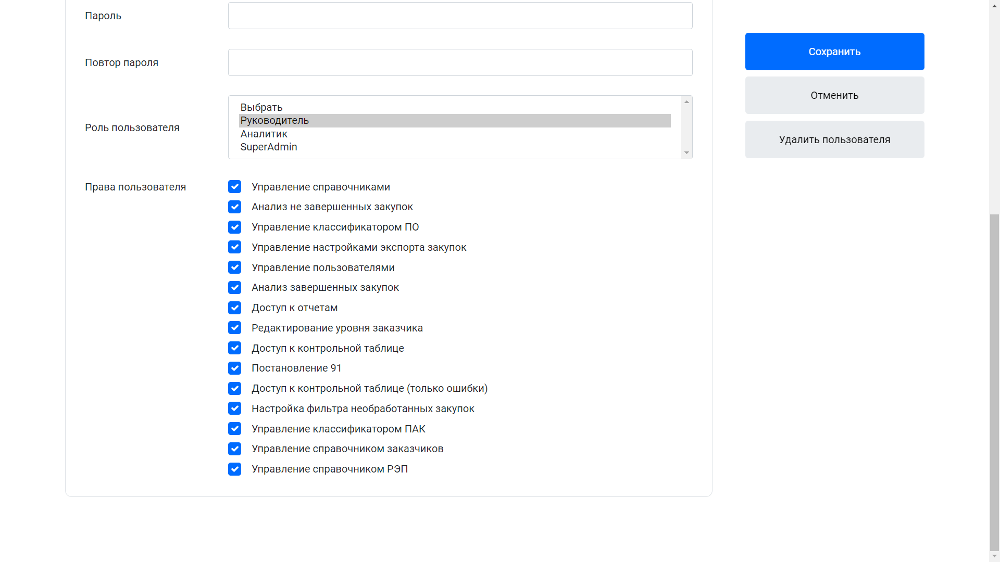 Пароль
Повтор пароля
Роль пользователя
Выбрать
Руководитель
Аналитик
SuperAdmin
Права пользователя
Управление справочниками
Анализ не завершенных закупок
Управление классификатором ПО
Управление настройками экспорта закупок
Управление пользователями
Анализ завершенных закупок
Доступ к отчетам
Редактирование уровня заказчика
Доступ к контрольной таблице
Постановление 91
Доступ к контрольной таблице (только ошибки)
Настройка фильтра необработанных закупок
Управление классификатором ПАК
Управление справочником заказчиков
Управление справочником РЭП
Сохранить
Отменить
Удалить пользователя